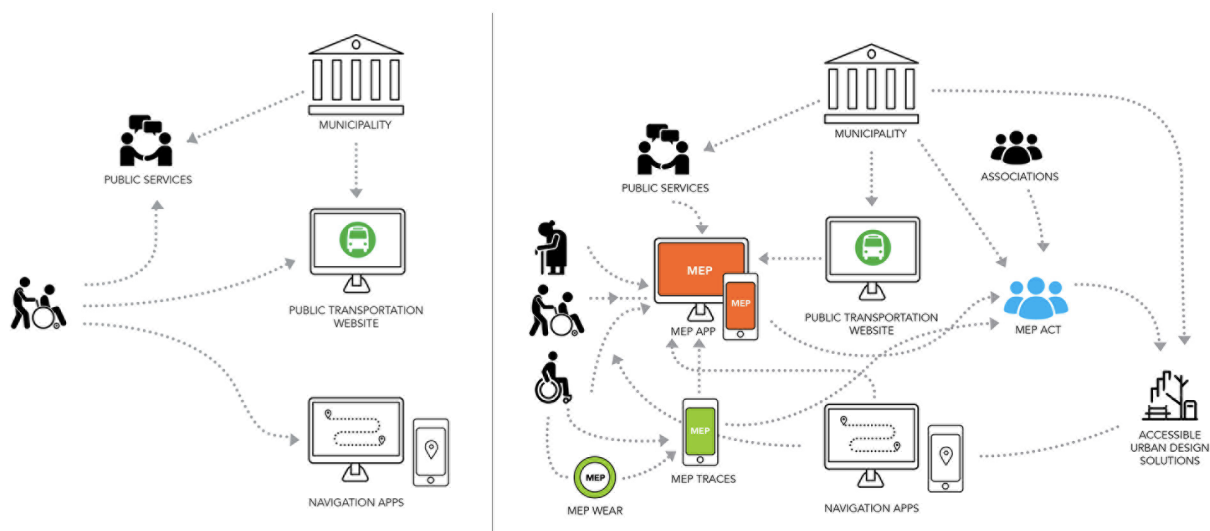 MUNICIPALITY
PUBLIC SERVICES
PUBLIC TRANSPORTATION
WEBSITE
NAVIGATION APPS
MUNICIPALITY
ASSOCIATIONS
PUBLIC SERVICES
MEP
MEP
MEP APP
PUBLIC TRANSPORTATION
WEBSITE
MEP ACT
MEP
MEP TRACES
MEP
MEP WEAR
NAVIGATION APPS
ACCESSIBLE
URBAN DESIGN
SOLUTIONS